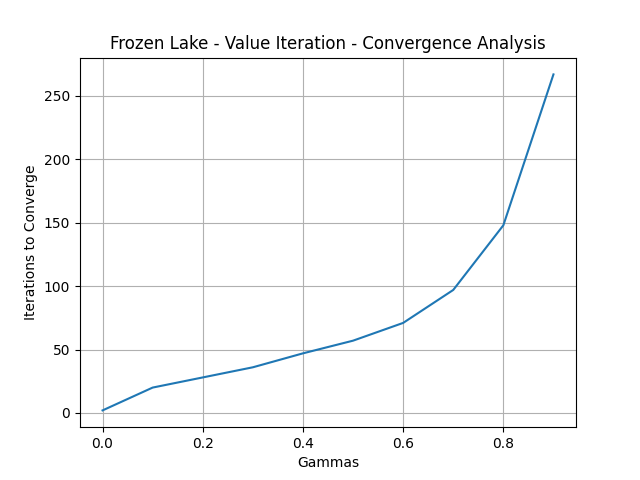 Frozen Lake - Value Iteration - Convergence Analysis
Iterations to Converge
250
200
150
100
50
0
0.0 0.2 0.4 0.6 0.8
Gammas